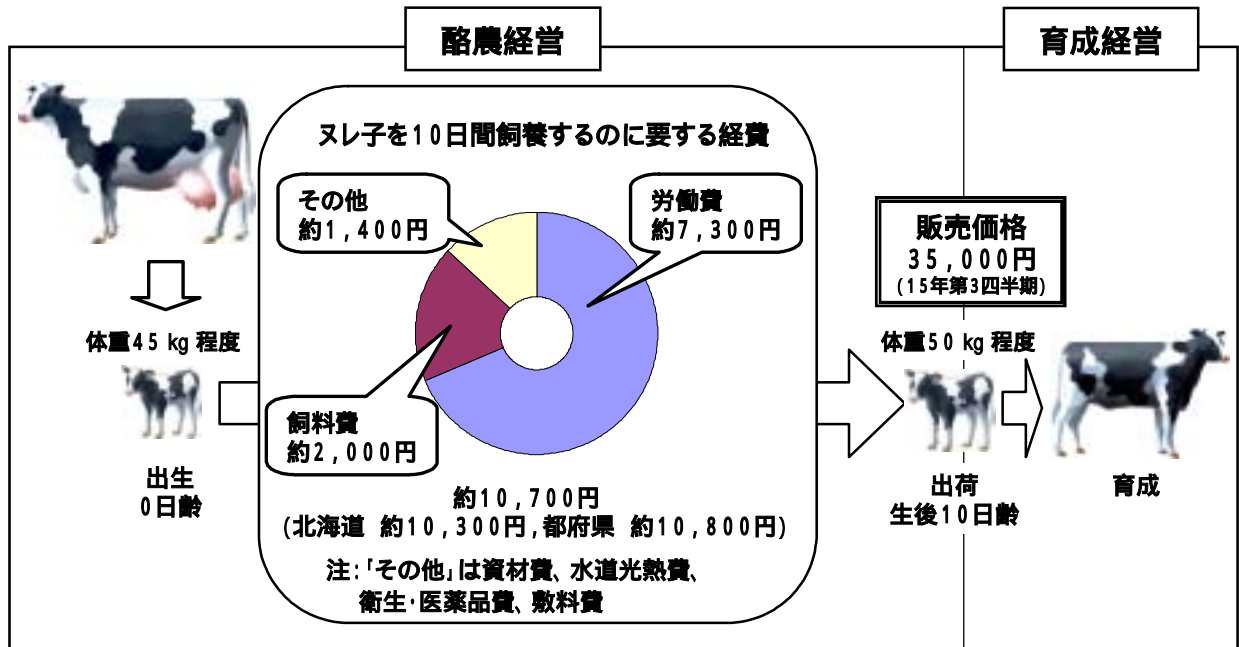 酪農経営
育成経営
ヌレ子を10日間飼養するのに要する経費
その他
約1,400円
労働費
約7,300円
飼料費
約2,000円
約10,700円
(北海道 約10,300円,都府県 約10,800円)
注:「その他」は資材費、水道光熱費、
衛生・医薬品費、敷料費
体重45 kg 程度
出生
0日齢
販売価格
35,000円
(15年第3四半期)
体重50 kg 程度
出荷
生後10日齢
育成